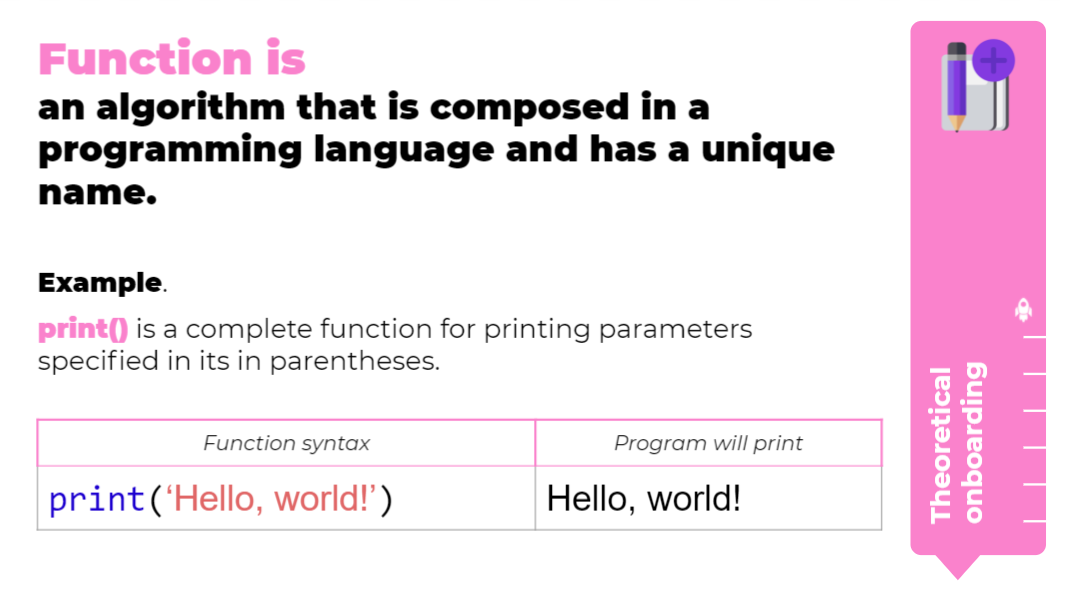 Function is
an algorithm that is composed in a
programming language and has a unique
name.
Example.
print() is a complete function for printing parameters
specified in its in parentheses.
Function syntax
Program will print
print(‘Hello, world!’)
Hello, world!
Theoretical
onboarding